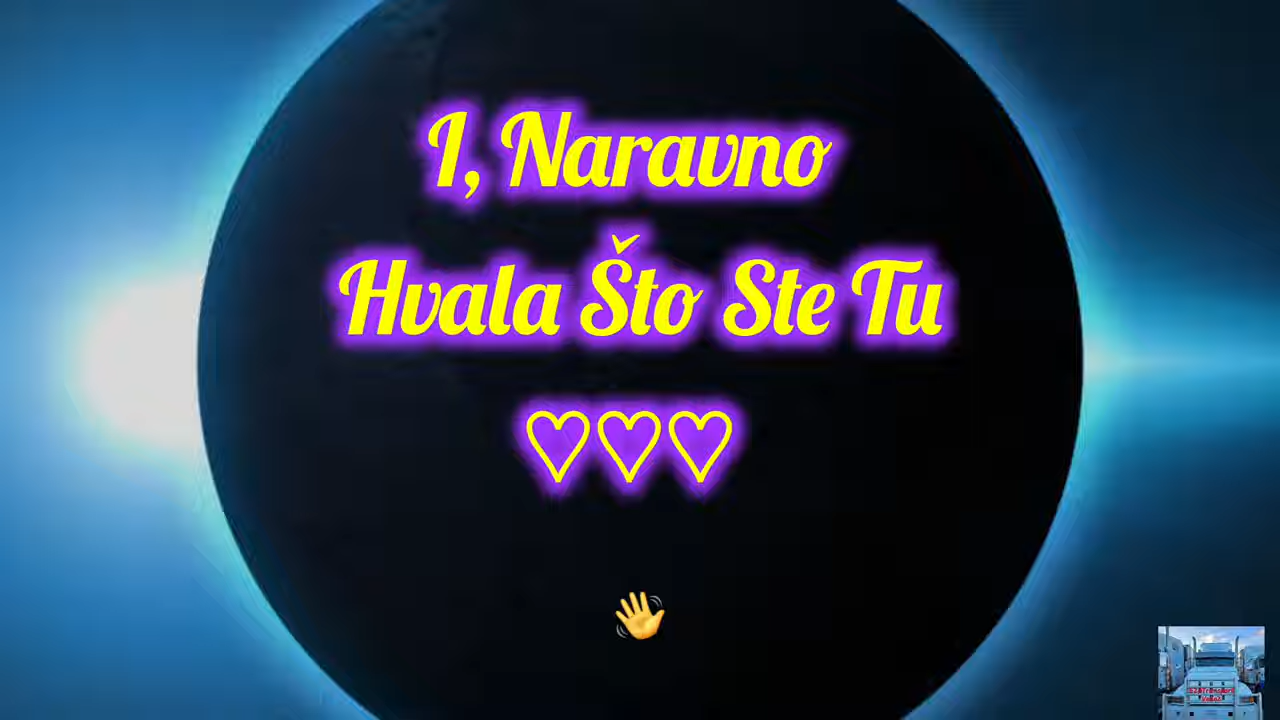 I, Naravno
Hvala Što Ste Tu
♡♡♡
👋